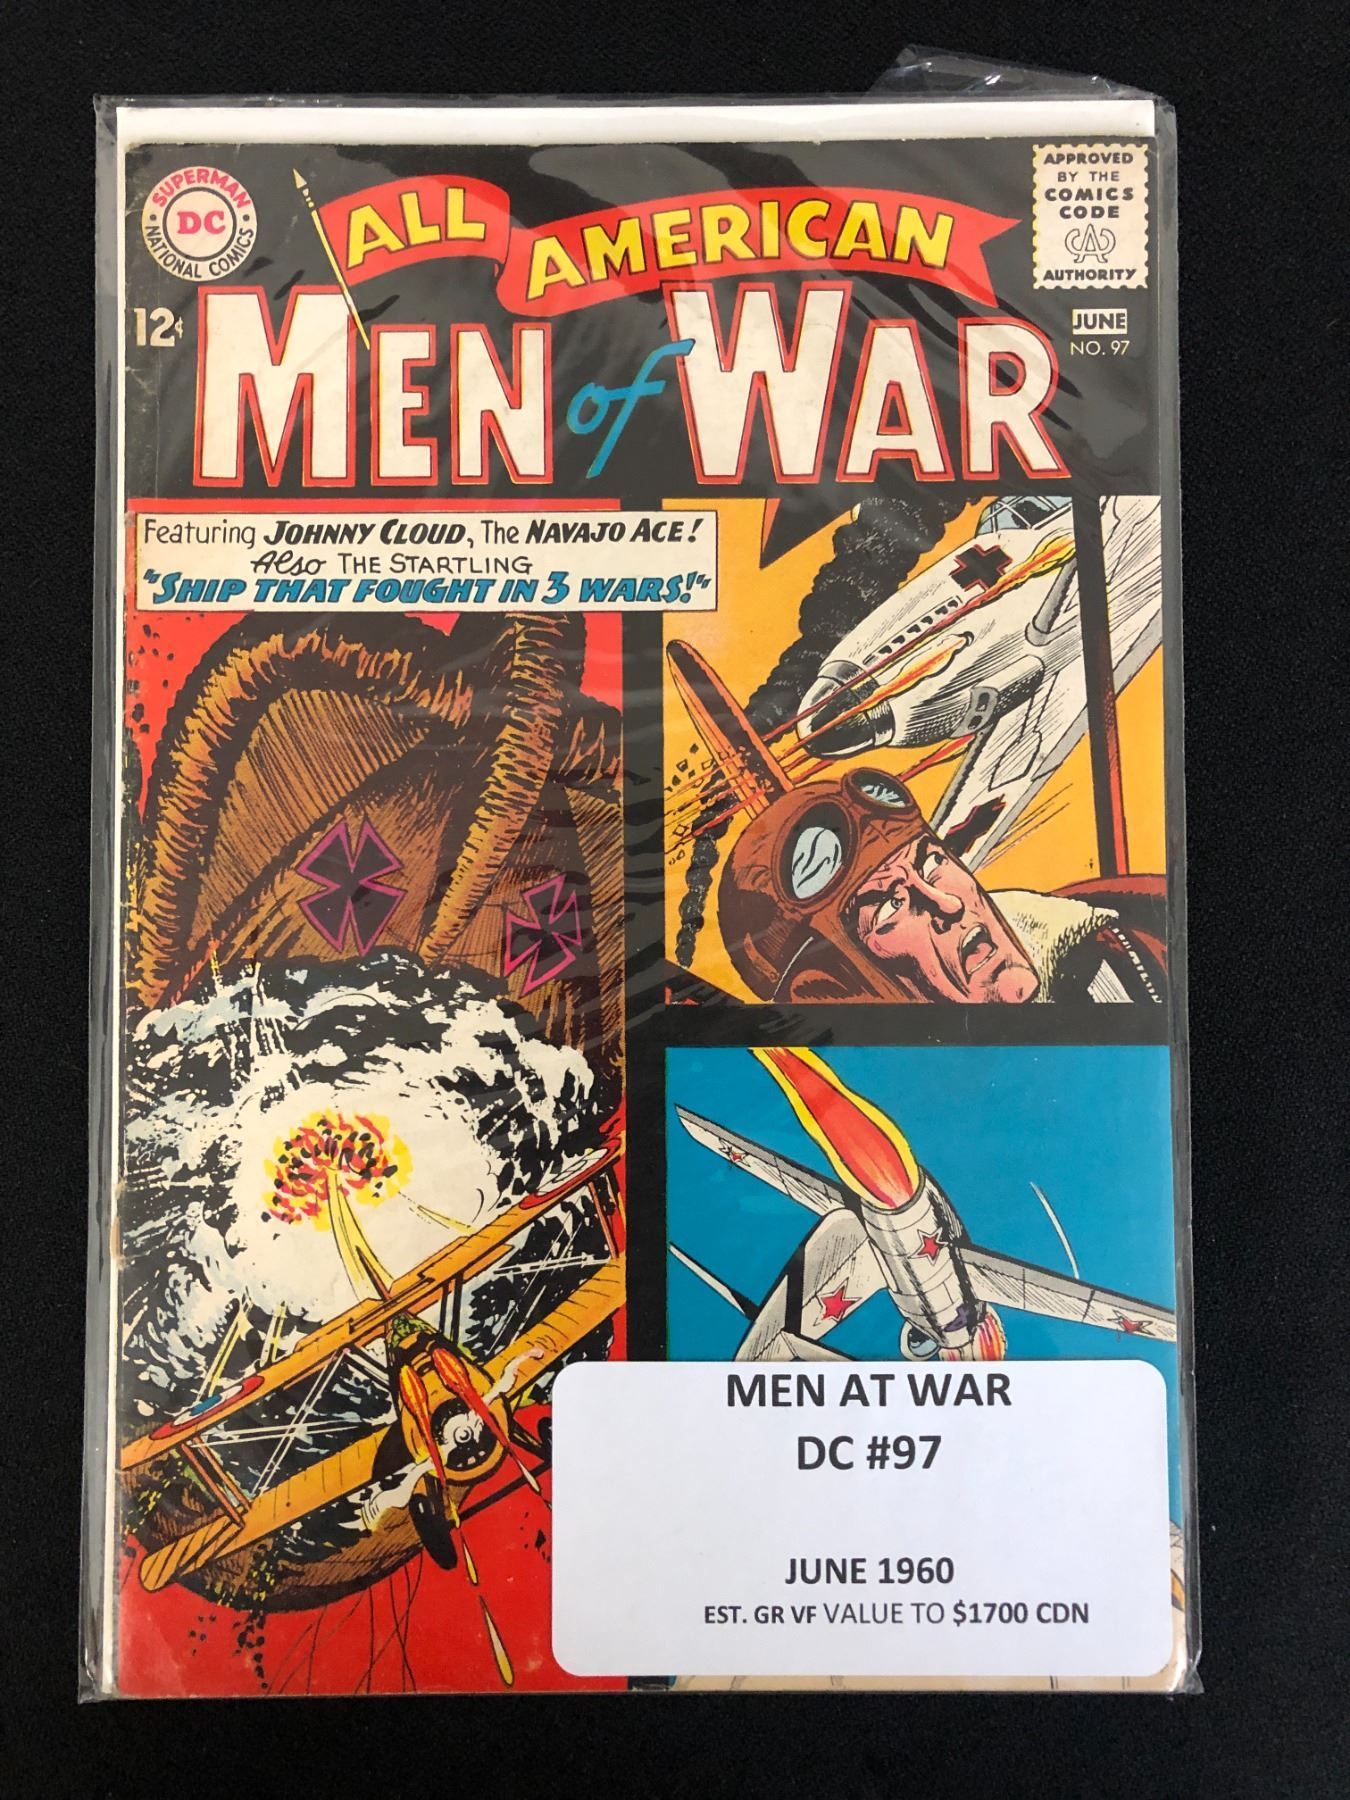 SUPERMAN
DC
NATIONAL COMICS
ALL AMERICAN
MEN of WAR
12¢
APPROVED
BY THE
COMICS
CODE
CA
AUTHORITY
JUNE
NO. 97
Featuring JOHNNY CLOUD, The NAVAJO ACE!
Also THE STARTLING
"SHIP THAT FOUGHT IN 3 WARS!"
B
MEN AT WAR
DC #97
JUNE 1960
EST. GR VF VALUE TO $1700 CDN